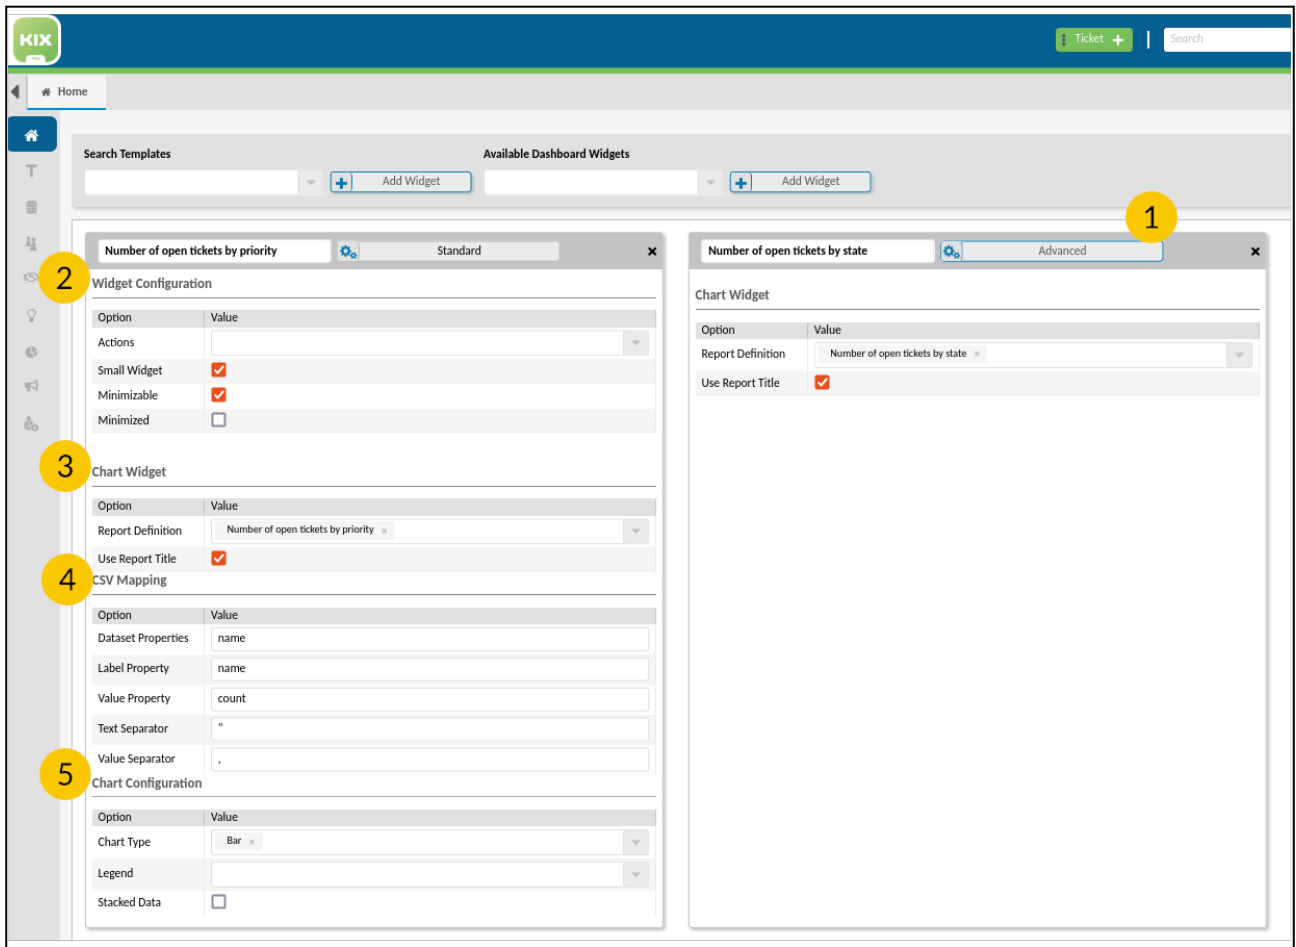 KIX
Ticket
Search
Home
Search Templates
Available Dashboard Widgets
Add Widget
Add Widget
1
Number of open tickets by priority
Standard
Number of open tickets by state
Advanced
2
Widget Configuration
Option Value
Actions
Small Widget
Minimizable
Minimized
3
Chart Widget
Option Value
Report Definition Number of open tickets by priority ×
Use Report Title
4
CSV Mapping
Option Value
Dataset Properties name
Label Property name
Value Property count
Text Separator "
Value Separator ,
5
Chart Configuration
Option Value
Chart Type Bar ×
Legend
Stacked Data
Chart Widget
Option Value
Report Definition Number of open tickets by state ×
Use Report Title